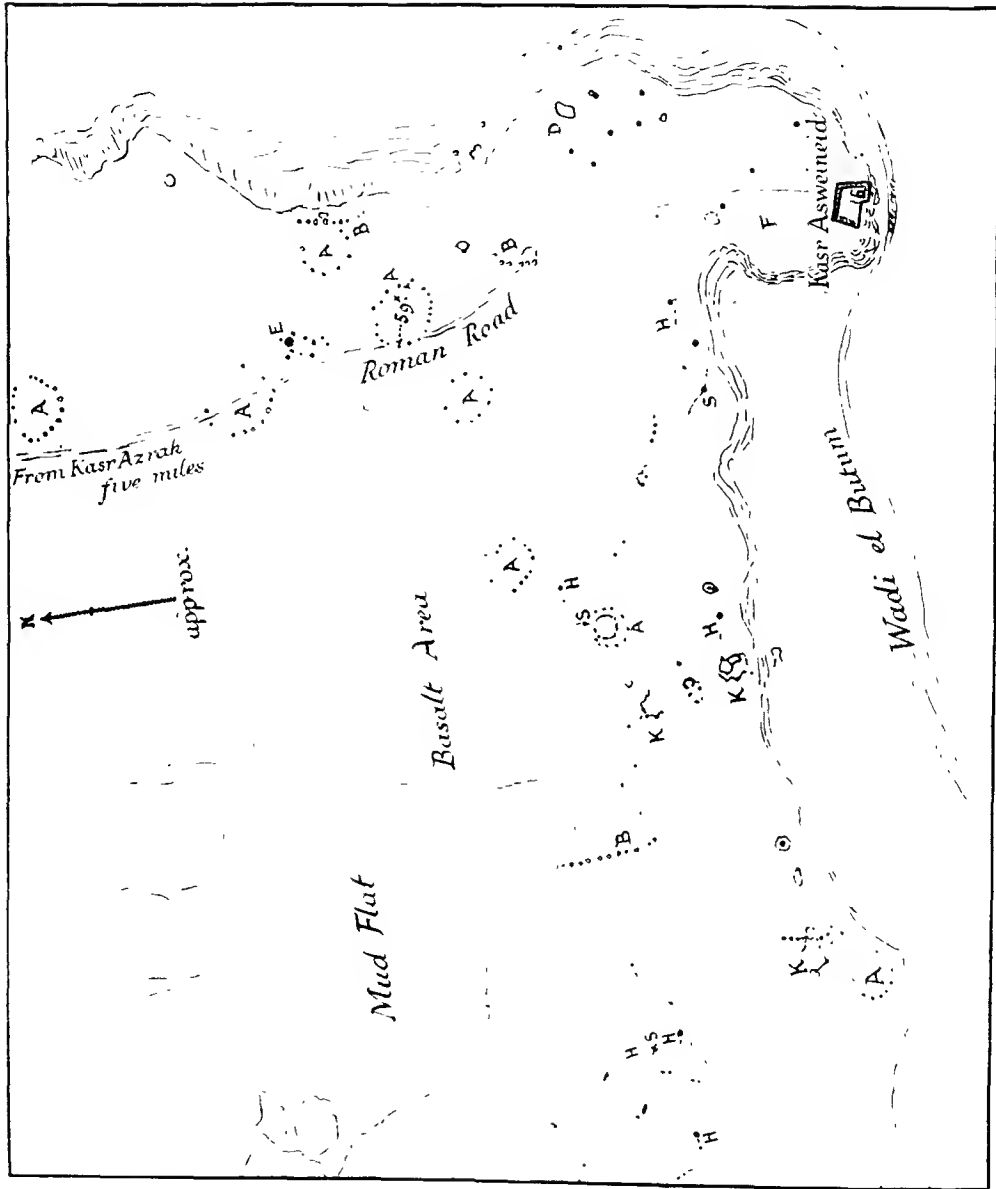 A
From Kasr Azrak
five miles
A
E
A
B
A
S
Roman Road
B
A
D
N
approx.
A
H
S
A
Basalt Area
H
S
F
Kasr Asweineid
H
K
K
Wadi el Butum
Mud Flat
B
K
A
H
S
H
H